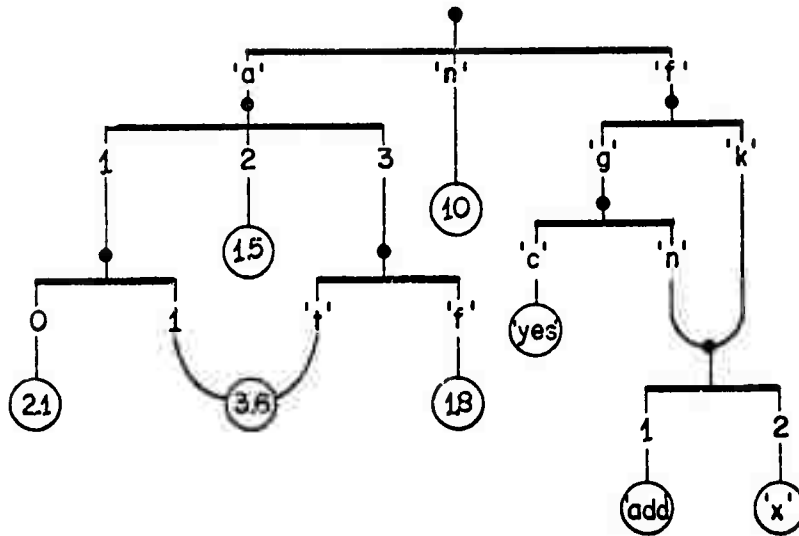 'a' 'n' 'f'
1 2 3 'g' 'k'
10
1.5 'c' 'n'
0 1 't' 'f'
'yes'
2.1 3.6 1.8
1 2
'add 'x'